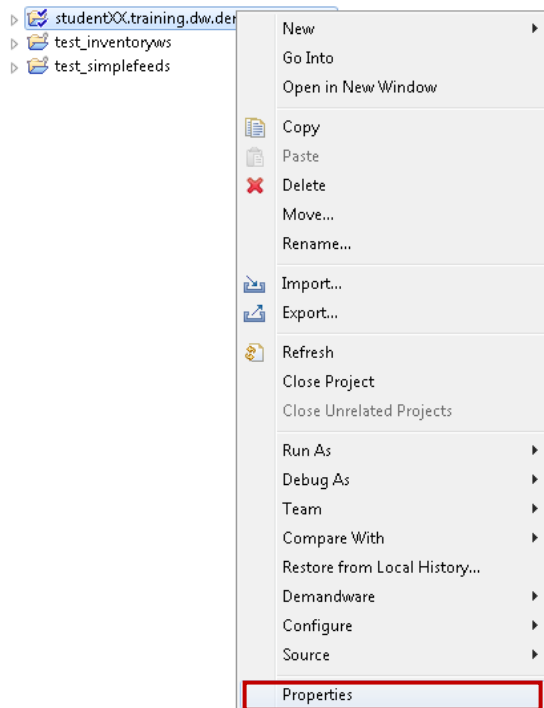 studentXX.training.dw.der
test_inventoryws
test_simplefeeds
New
Go Into
Open in New Window
Copy
Paste
Delete
Move...
Rename...
Import...
Export...
Refresh
Close Project
Close Unrelated Projects
Run As
Debug As
Team
Compare With
Restore from Local History...
Demandware
Configure
Source
Properties